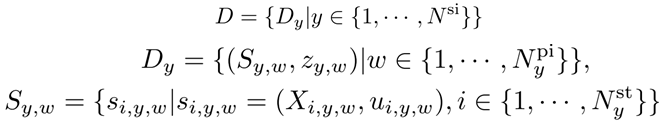 D = {D_y|y ∈ {1, ⋯ , N^si}}
D_y = {(S_{y,w}, z_{y,w})|w ∈ {1, ⋯ , N_y^pi}},
S_{y,w} = {s_{i,y,w}|s_{i,y,w} = (X_{i,y,w}, u_{i,y,w}), i ∈ {1, ⋯ , N_y^st}}